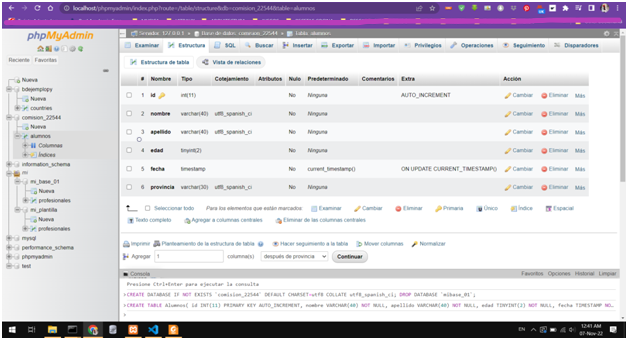 localhost/phpmyadmin/index.php?route=/table/structure&db=comision_22544&table=alumnos
phpMyAdmin
Reciente Favoritas
Nueva
bdejemplopy
Nueva
countries
comision_22544
Nueva
alumnos
Columnas
Índices
information_schema
mi
mi_base_01
Nueva
profesionales
mi_plantilla
Nueva
profesionales
mysql
performance_schema
phpmyadmin
test
Servidor: 127.0.0.1 » Base de datos: comision_22544 » Tabla: alumnos
Examinar Estructura SQL Buscar Insertar Exportar Importar Privilegios Operaciones Seguimiento Disparadores
Estructura de tabla Vista de relaciones
# Nombre Tipo Cotejamiento Atributos Nulo Predeterminado Comentarios Extra Acción
1 id int(11) No Ninguna AUTO_INCREMENT Cambiar Eliminar Más
2 nombre varchar(40) utf8_spanish_ci No Ninguna Cambiar Eliminar Más
3 apellido varchar(40) utf8_spanish_ci No Ninguna Cambiar Eliminar Más
4 edad tinyint(2) No Ninguna Cambiar Eliminar Más
5 fecha timestamp No current_timestamp() ON UPDATE CURRENT_TIMESTAMP() Cambiar Eliminar Más
6 provincia varchar(30) utf8_spanish_ci No Ninguna Cambiar Eliminar Más
Seleccionar todo Para los elementos que están marcados: Examinar Cambiar Eliminar Primaria Único Índice Espacial
Texto completo Agregar a columnas centrales Eliminar de las columnas centrales
Imprimir Planteamiento de la estructura de tabla Hacer seguimiento a la tabla Mover columnas Normalizar
Agregar 1 columna(s) después de provincia Continuar
Consola Favoritos Opciones Historial Limpiar
Presione Ctrl+Enter para ejecutar la consulta
>CREATE DATABASE IF NOT EXISTS `comision_22544` DEFAULT CHARSET=utf8 COLLATE utf8_spanish_ci; DROP DATABASE `mibase_01`;
>CREATE TABLE Alumnos( id INT(11) PRIMARY KEY AUTO_INCREMENT, nombre VARCHAR(40) NOT NULL, apellido VARCHAR(40) NOT NULL, edad TINYINT(2) NOT NULL, fecha TIMESTAMP NO…
>
EN 12:41 AM
07-Nov-22